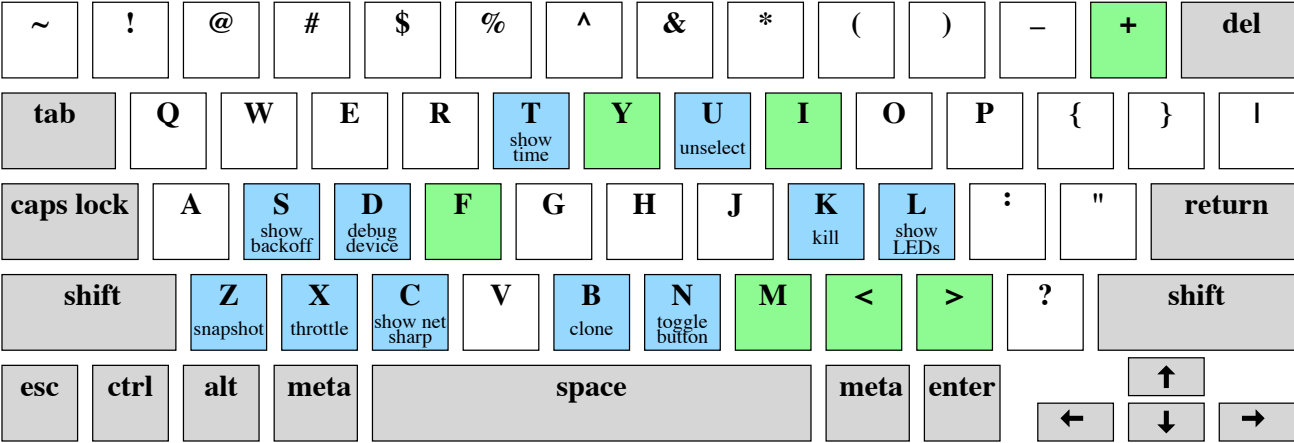 ~ ! @ # $ % ^ & * ( ) _ + del
tab Q W E R T Y U I O P { } |
show time unselect
caps lock A S D F G H J K L : " return
show backoff debug device kill show LEDs
shift Z X C V B N M < > ? shift
snapshot throttle show net sharp clone toggle button
esc ctrl alt meta space meta enter ↑
← ↓ →